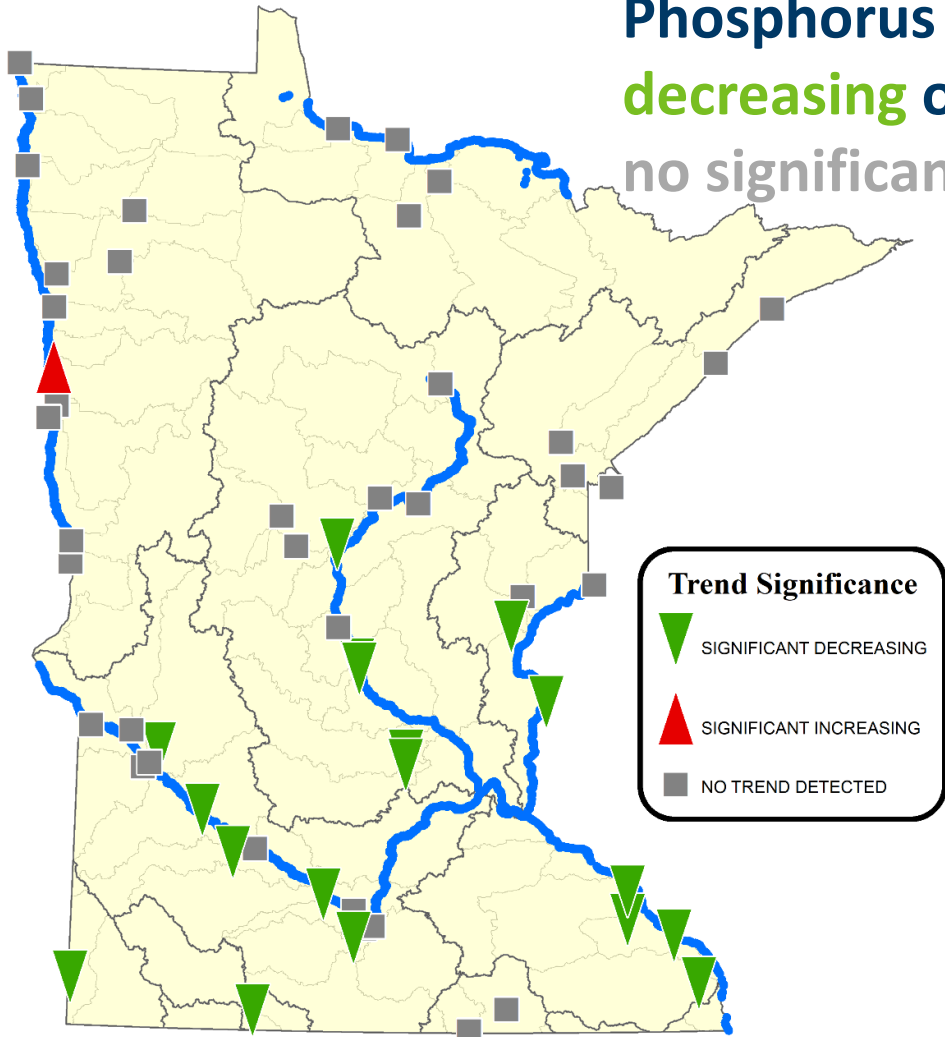 Phosphorus
decreasing
no significan
Trend Significance
SIGNIFICANT DECREASING
SIGNIFICANT INCREASING
NO TREND DETECTED